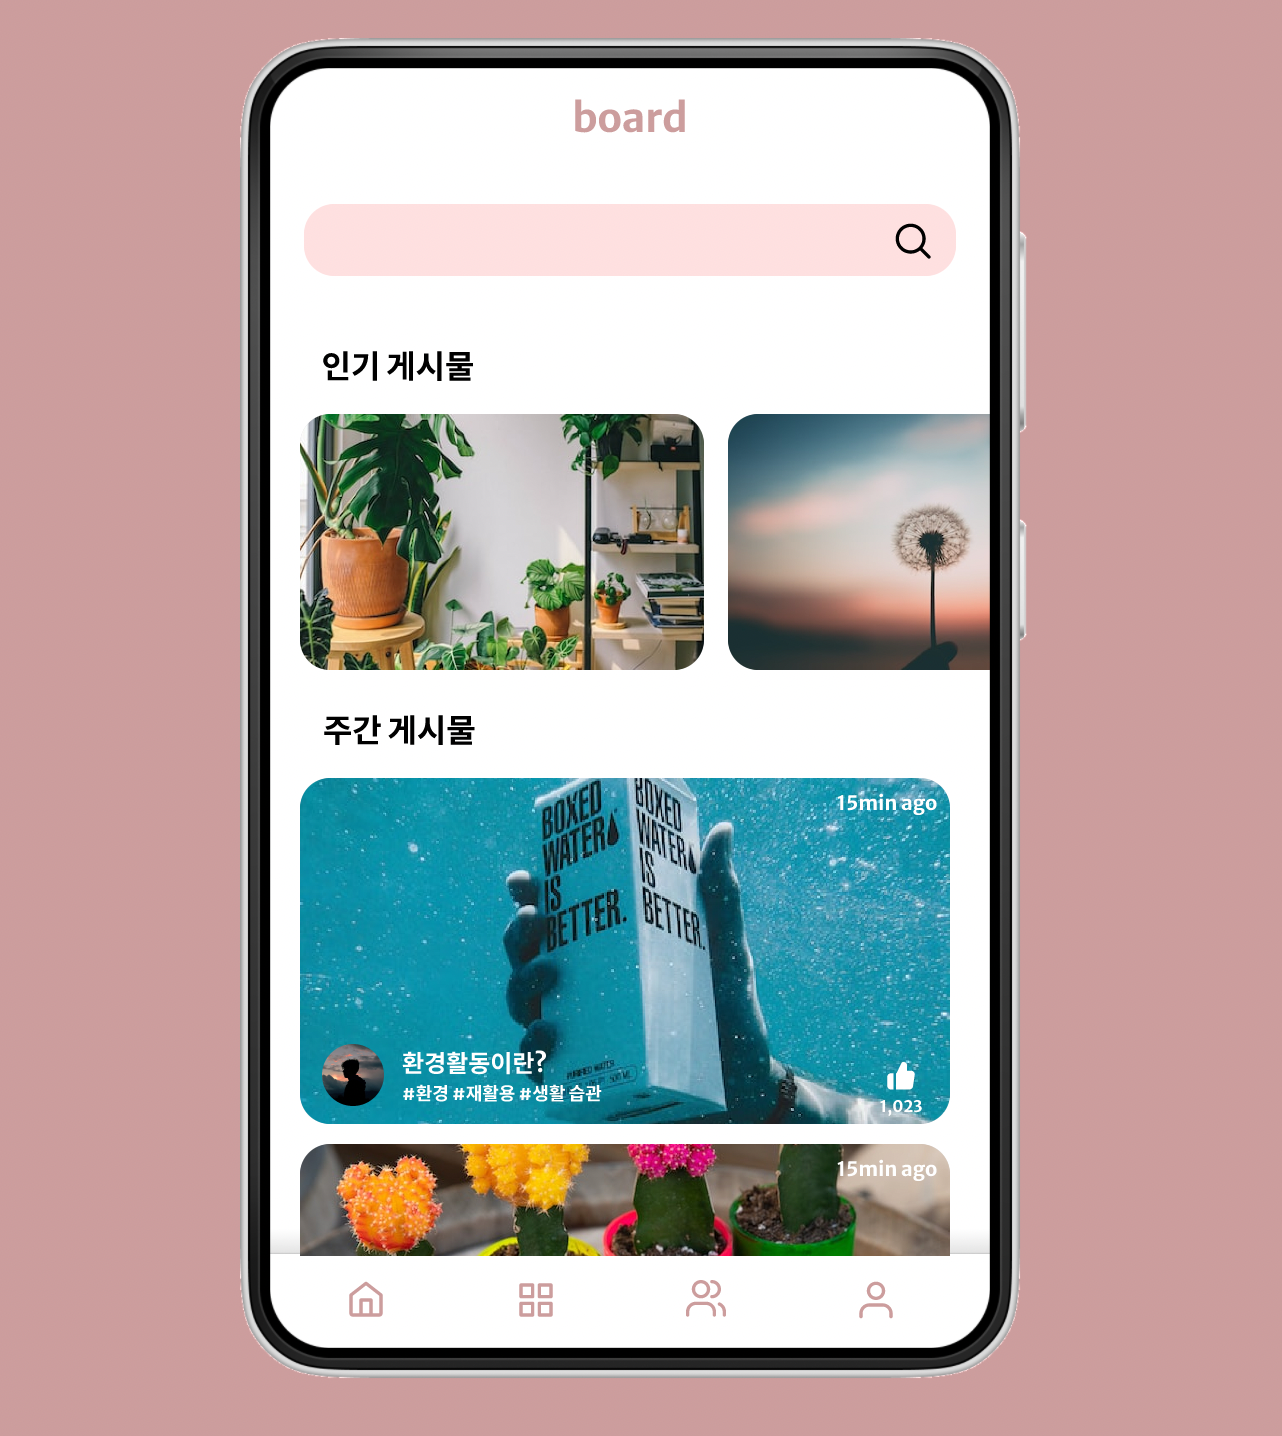 board
인기 게시물
주간 게시물
15min ago
BOXED
WATER
IS
BETTER.
BOXED
WATER
IS
BETTER.
환경활동이란?
#환경 #재활용 #생활 습관
1,023
15min ago